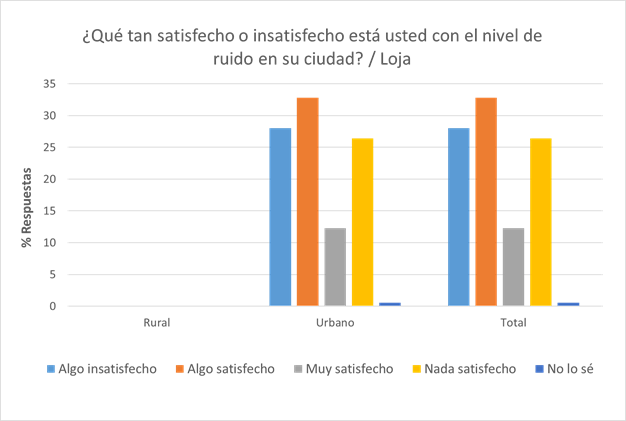 ¿Qué tan satisfecho o insatisfecho está usted con el nivel de
ruido en su ciudad? / Loja
35
30
25
20
15
10
5
0
% Respuestas
Rural Urbano Total
Algo insatisfecho Algo satisfecho Muy satisfecho Nada satisfecho No lo sé